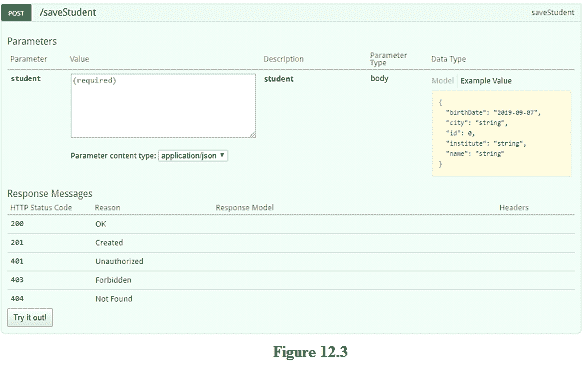 POST /saveStudent saveStudent
Parameters
Parameter Value Description Parameter Type Data Type
student (required) student body Model Example Value
{
"birthDate": "2019-09-07",
"city": "string",
"id": 0,
"institute": "string",
"name": "string"
}
Parameter content type: application/json
Response Messages
HTTP Status Code Reason Response Model Headers
200 OK
201 Created
401 Unauthorized
403 Forbidden
404 Not Found
Try it out!
Figure 12.3